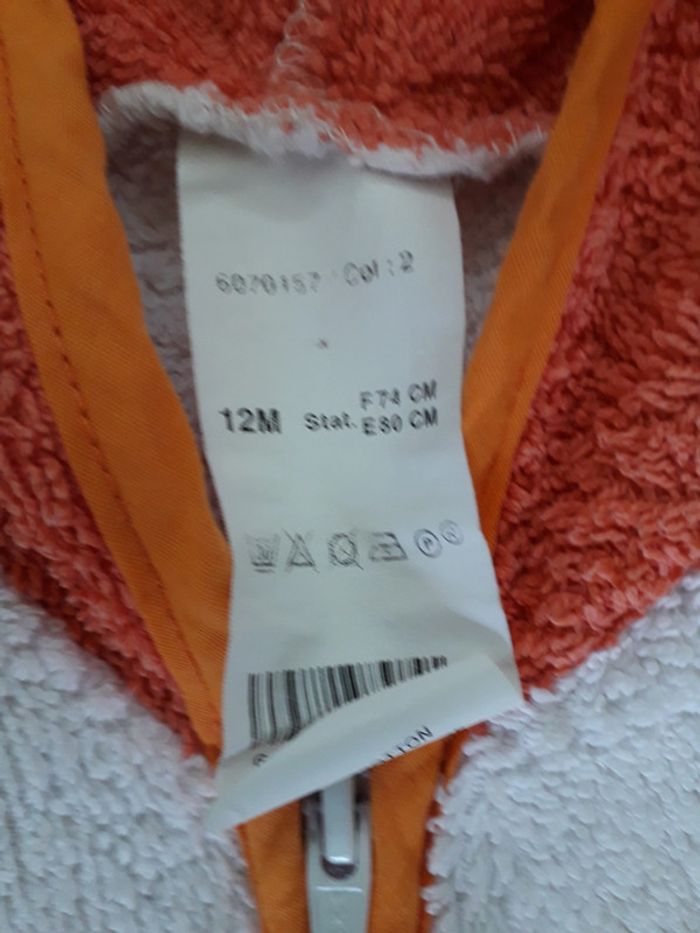 6070157 Col:2
12M Stat. F74 CM
E80 CM
P